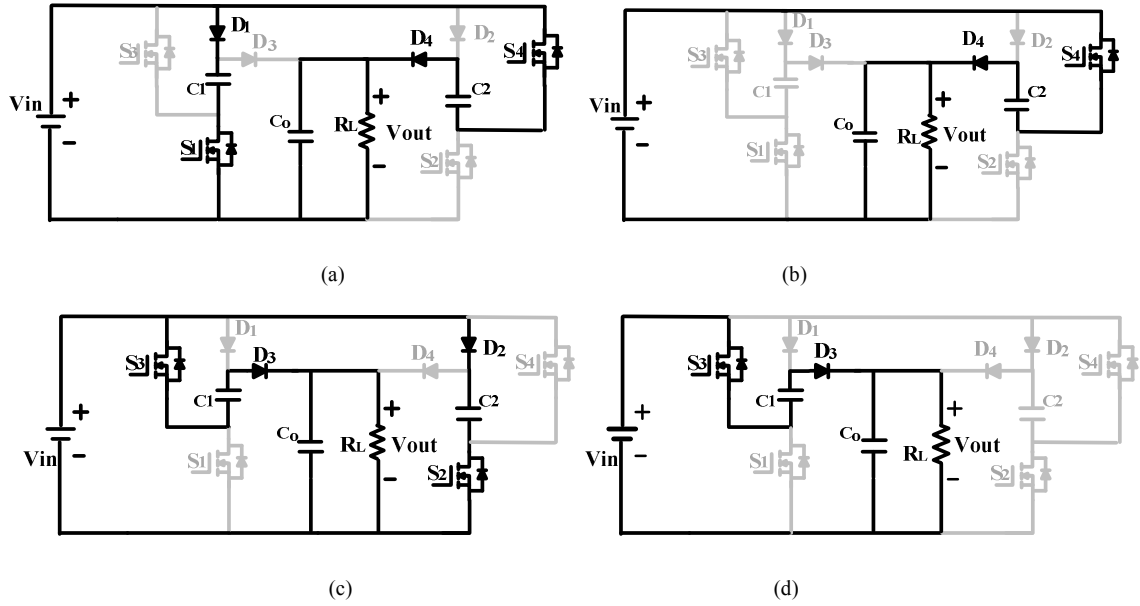 D1
D2
S3
D3
D4
S4
C1
C2
Vin
+
-
Co
RL
+
Vout
-
S1
S2
(a)
D1
D2
S3
D3
D4
S4
C1
C2
Vin
+
-
Co
RL
+
Vout
-
S1
S2
(b)
D1
D2
S3
D3
D4
S4
C1
C2
Vin
+
-
Co
RL
+
Vout
-
S1
S2
(c)
D1
D2
S3
D3
D4
S4
C1
C2
Vin
+
-
Co
RL
+
Vout
-
S1
S2
(d)